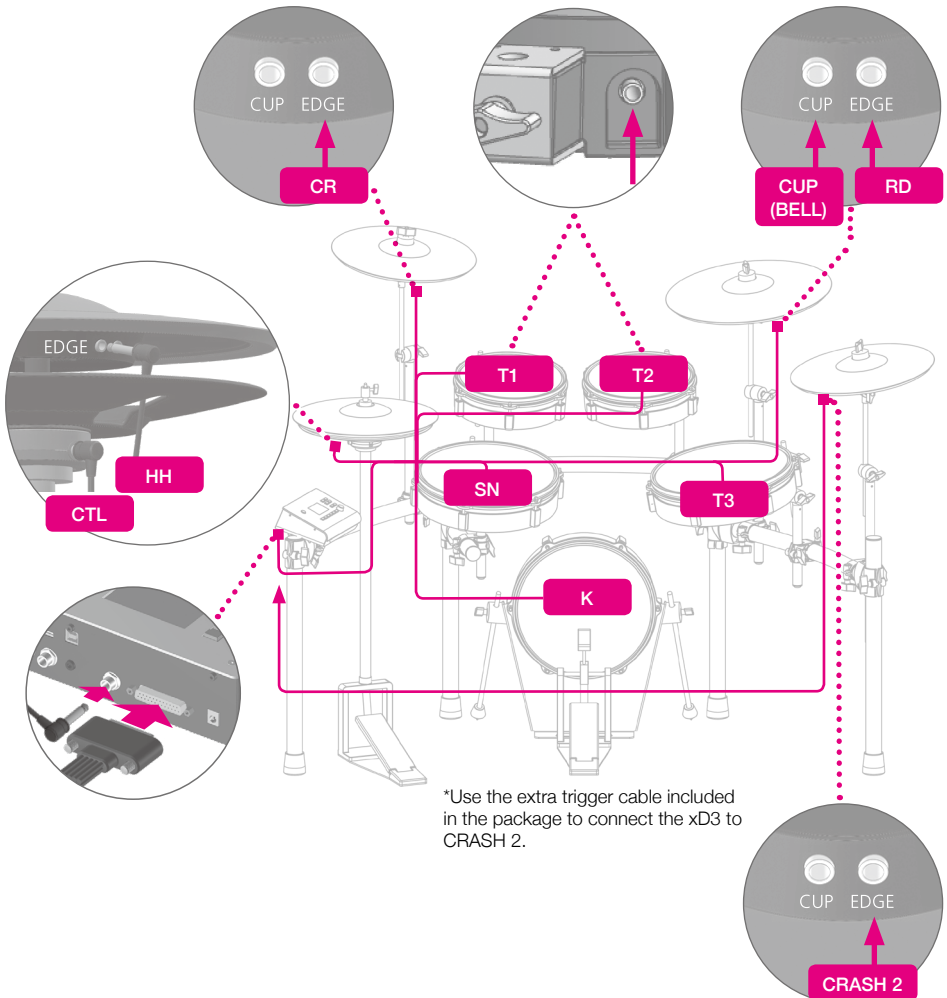 CUP EDGE
CR
CUP EDGE
CUP
(BELL)
RD
EDGE
HH
CTL
T1
T2
SN
T3
K
*Use the extra trigger cable included
in the package to connect the xD3 to
CRASH 2.
CUP EDGE
CRASH 2